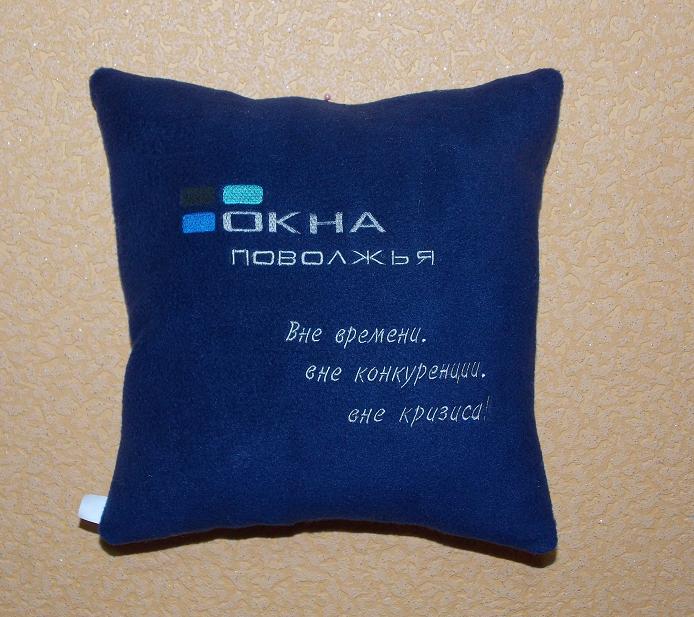 ОКНА
ПОВОЛЖЬЯ
Вне времени.
вне конкуренции.
вне кризиса!